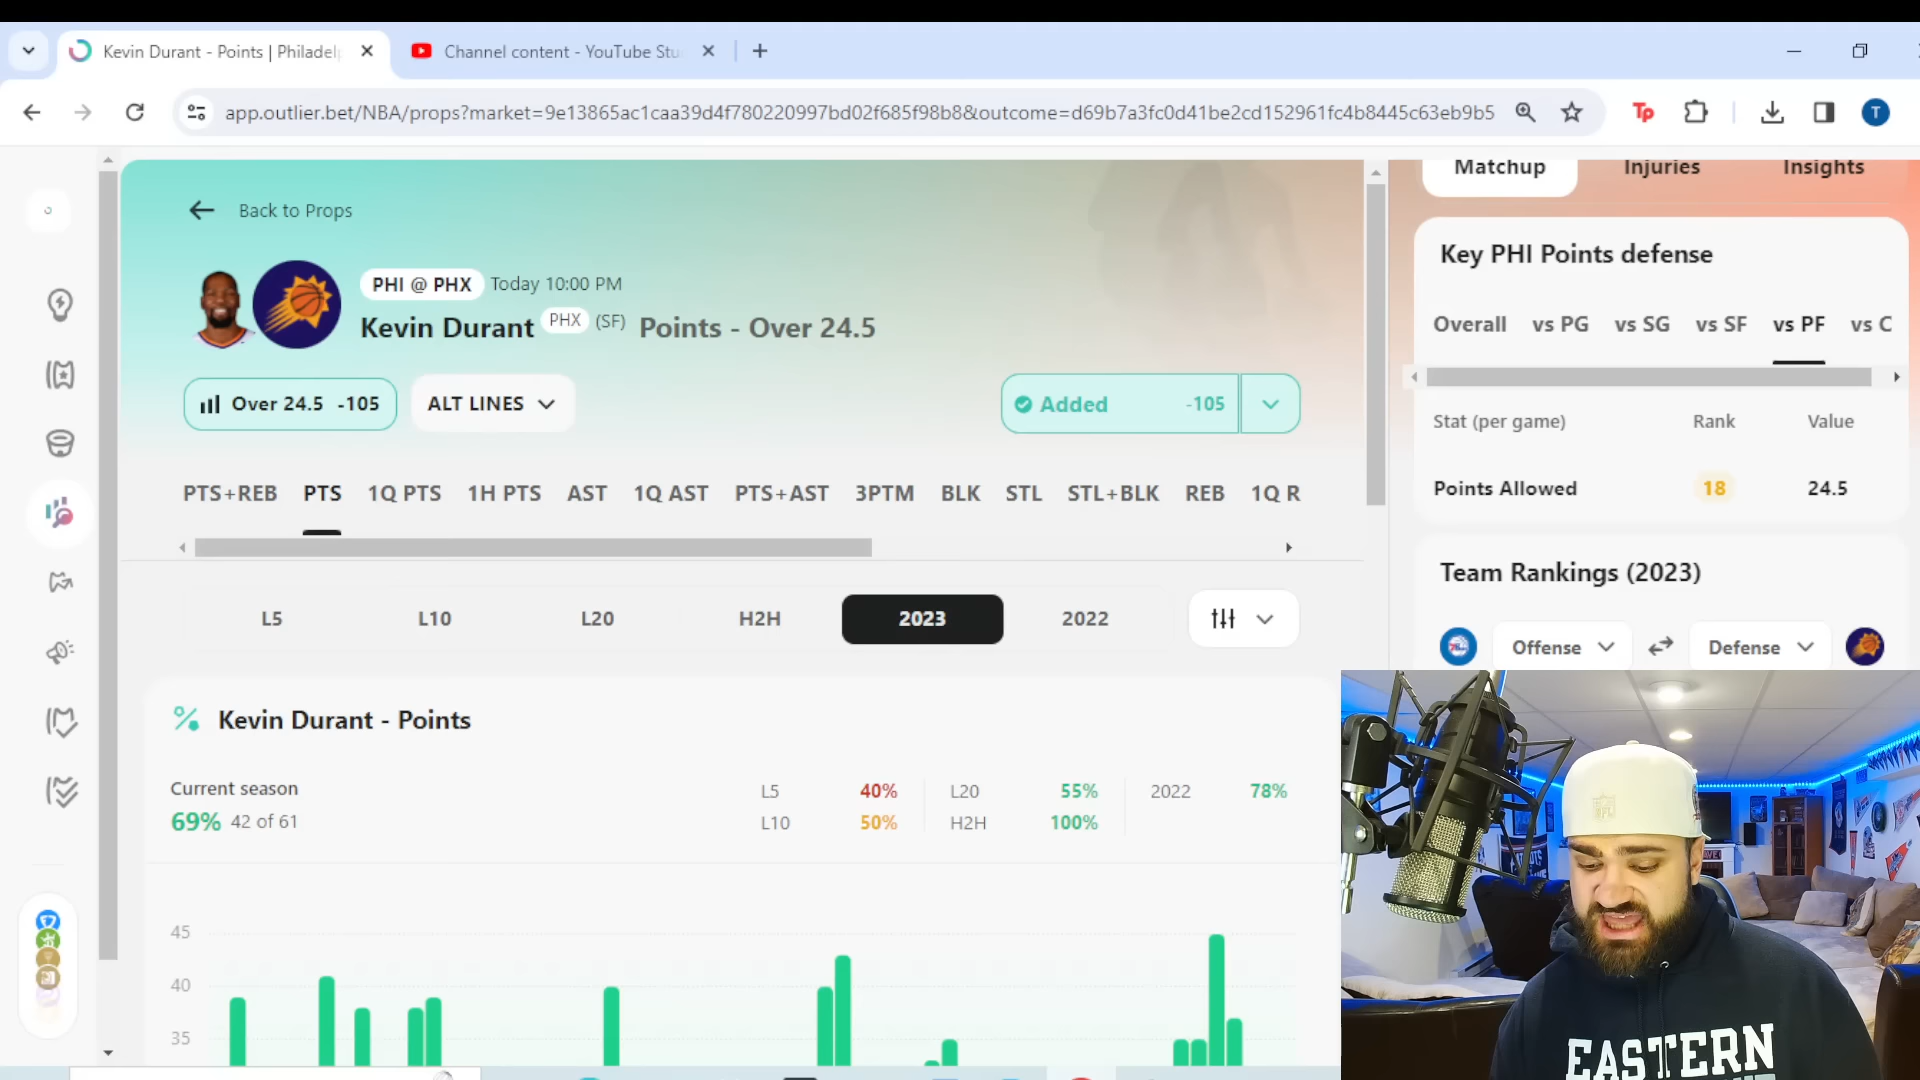 Kevin Durant - Points | Philadelp
Channel content - YouTube Stu
app.outlier.bet/NBA/props?market=9e13865ac1caa39d4f780220997bd02f685f98b8&outcome=d69b7a3fc0d41be2cd152961fc4b8445c63eb9b5
Tp
T
Back to Props
PHI @ PHX Today 10:00 PM
Kevin Durant PHX (SF) Points - Over 24.5
Over 24.5 -105
ALT LINES
Added -105
PTS+REB PTS 1Q PTS 1H PTS AST 1Q AST PTS+AST 3PTM BLK STL STL+BLK REB 1Q R
L5 L10 L20 H2H 2023 2022
Kevin Durant - Points
Current season
69% 42 of 61
L5 40% L20 55% 2022 78%
L10 50% H2H 100%
45
40
35
Matchup Injuries Insights
Key PHI Points defense
Overall vs PG vs SG vs SF vs PF vs C
Stat (per game) Rank Value
Points Allowed 18 24.5
Team Rankings (2023)
Offense Defense
NFL
EASTERN